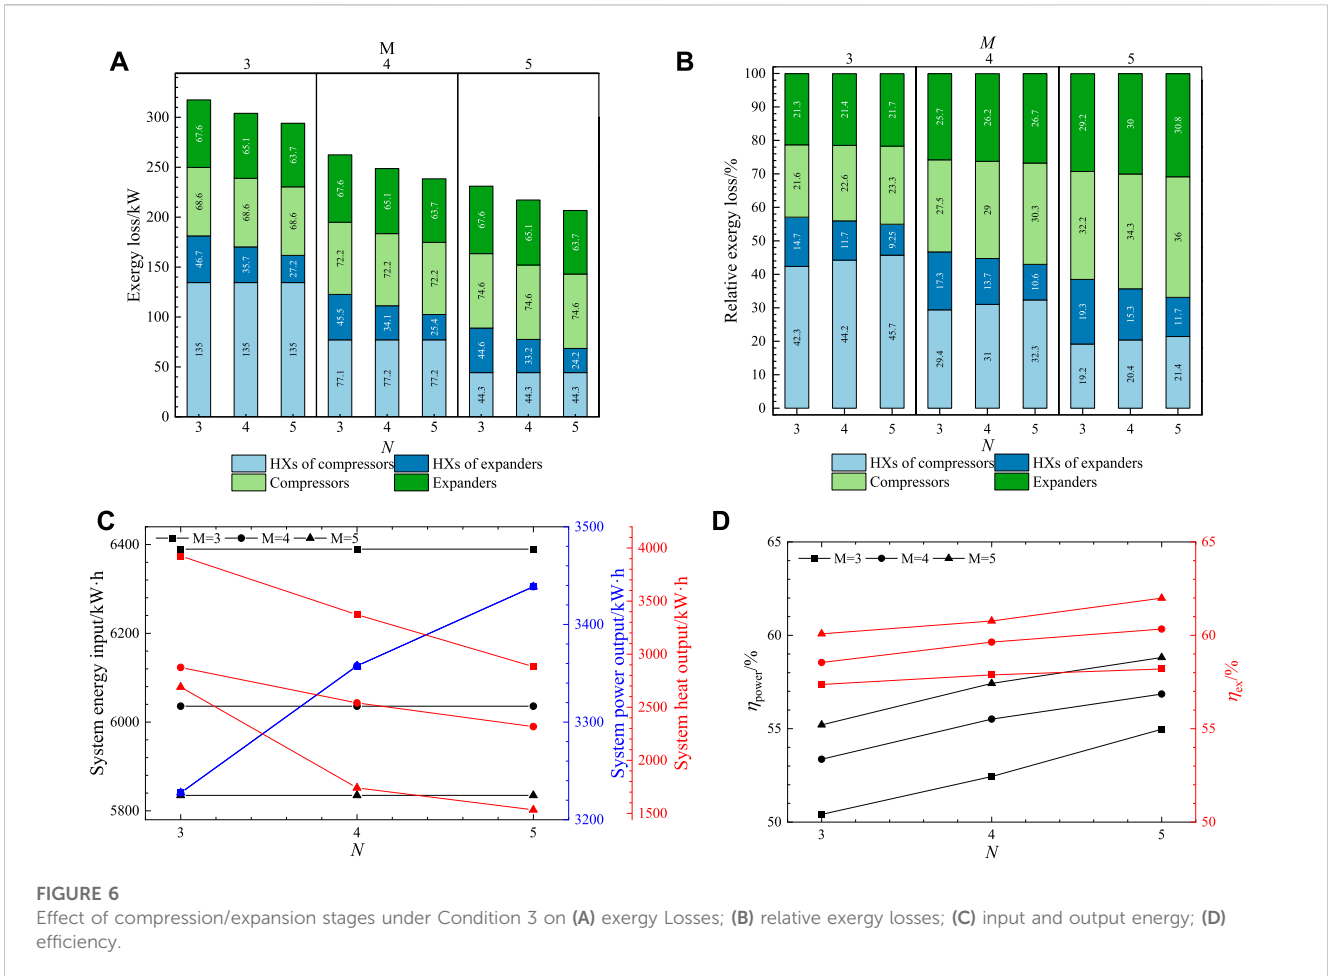 A
M
3 4 5
Exergy loss/kW
300
250
200
150
100
50
0
67.6 65.1 63.7 67.6 65.1 63.7 67.6 65.1 63.7
68.6 68.6 68.6 72.2 72.2 72.2 74.6 74.6 74.6
46.7 35.7 27.2 45.5 34.1 25.4 44.6 33.2 24.2
135 135 135 77.1 77.2 77.2 44.3 44.3 44.3
3 4 5 3 4 5 3 4 5
N
HXs of compressors HXs of expanders
Compressors Expanders
B
M
3 4 5
Relative exergy loss/%
100
90
80
70
60
50
40
30
20
10
0
21.3 21.4 21.7 25.7 26.2 26.7 29.2 30 30.8
21.6 22.6 23.3 27.5 29 30.3 32.2 34.3 36
14.7 11.7 9.25 17.3 13.7 10.6 19.3 15.3 11.7
42.3 44.2 45.7 29.4 31 32.3 19.2 20.4 21.4
3 4 5 3 4 5 3 4 5
N
HXs of compressors HXs of expanders
Compressors Expanders
C
M=3 M=4 M=5
System energy input/kW·h
6400
6200
6000
5800
3500
3400
3300
3200
System power output/kW·h
4000
3500
3000
2500
2000
1500
System heat output/kW·h
3 4 5
N
D
M=3 M=4 M=5
ηpower/%
65
60
55
50
65
60
55
50
ηex/%
3 4 5
N
FIGURE 6
Effect of compression/expansion stages under Condition 3 on (A) exergy Losses; (B) relative exergy losses; (C) input and output energy; (D)
efficiency.